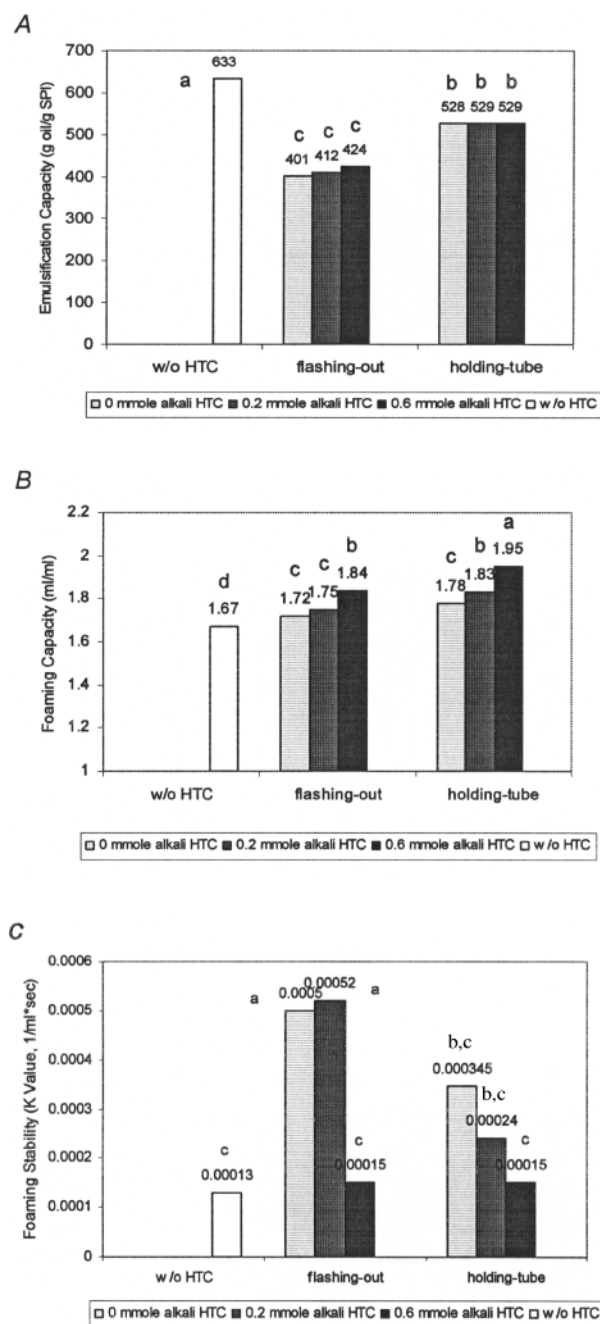 A
Emulsification Capacity (g oil/g SPI)
700
600
500
400
300
200
100
0
a
633
c c c
401 412 424
b b b
528 529 529
w/o HTC flashing-out holding-tube
0 mmole alkali HTC 0.2 mmole alkali HTC 0.6 mmole alkali HTC w/o HTC
B
Foaming Capacity (ml/ml)
2.2
2
1.8
1.6
1.4
1.2
1
d
1.67
c c b
1.72 1.75 1.84
c b a
1.78 1.83 1.95
w/o HTC flashing-out holding-tube
0 mmole alkali HTC 0.2 mmole alkali HTC 0.6 mmole alkali HTC w/o HTC
C
Foaming Stability (K Value, 1/ml*sec)
0.0006
0.0005
0.0004
0.0003
0.0002
0.0001
0
c
0.00013
a a
0.0005 0.00052
c
0.00015
b,c
0.000345
b,c
0.00024
c
0.00015
w/o HTC flashing-out holding-tube
0 mmole alkali HTC 0.2 mmole alkali HTC 0.6 mmole alkali HTC w/o HTC